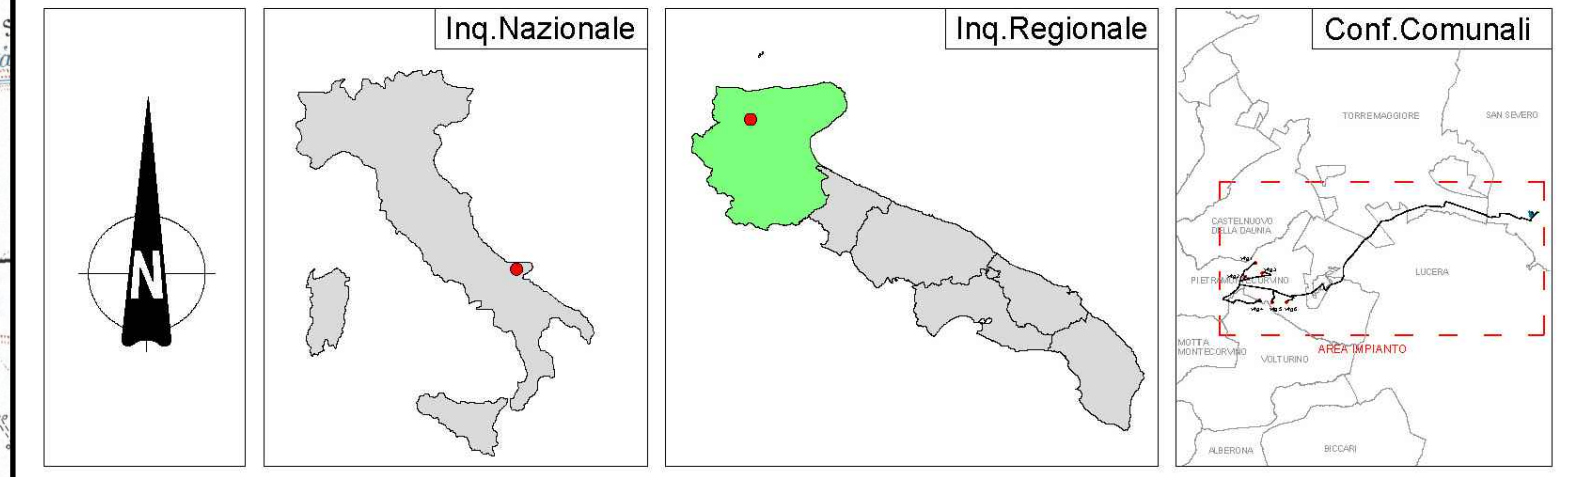 N
Inq.Nazionale
Inq.Regionale
Conf.Comunali
TORREMAGGIORE
SAN SEVERO
CASTELNUOVO
DELLA DAUNIA
LUCERA
PIETRAMONTECORVINO
MOTTA
MONTECORVINO
VOLTURINO
AREA IMPIANTO
ALBERONA
BICCARI